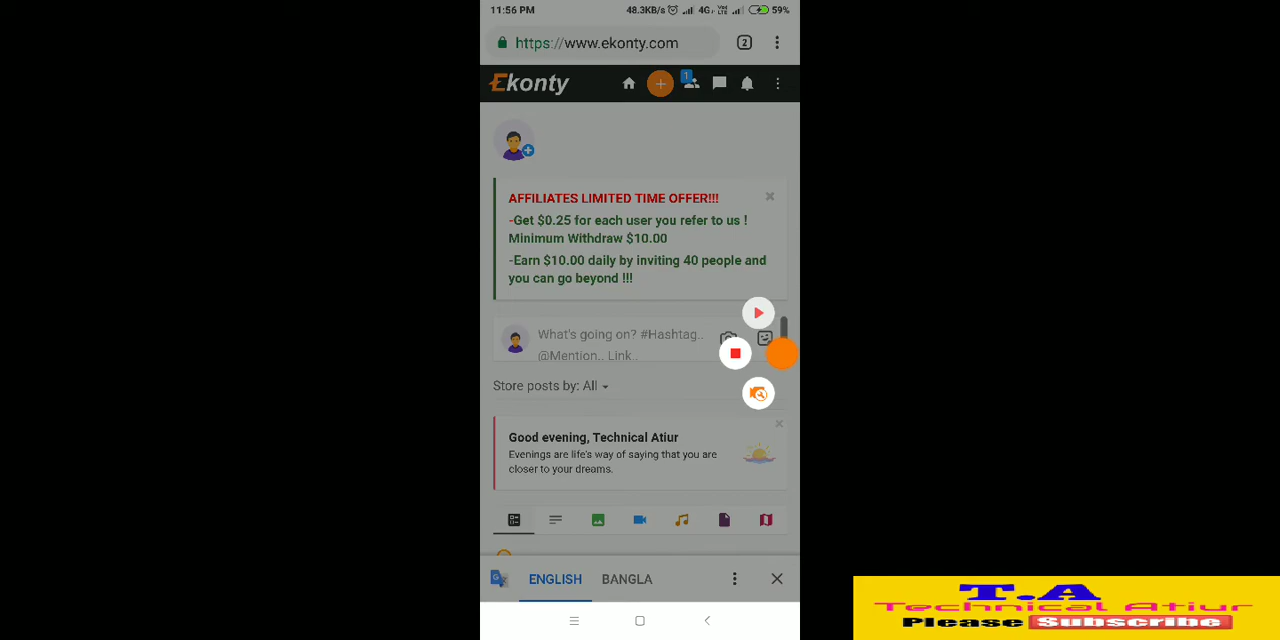 11:56 PM 48.3KB/s 4G+ VoLTE 59%
https://www.ekonty.com 2
Ekonty 1
AFFILIATES LIMITED TIME OFFER!!!
-Get $0.25 for each user you refer to us !
Minimum Withdraw $10.00
-Earn $10.00 daily by inviting 40 people and
you can go beyond !!!
What's going on? #Hashtag..
@Mention.. Link..
Store posts by: All
Good evening, Technical Atiur
Evenings are life's way of saying that you are
closer to your dreams.
ENGLISH BANGLA
T.A
Technical Atiur
Please Subscribe